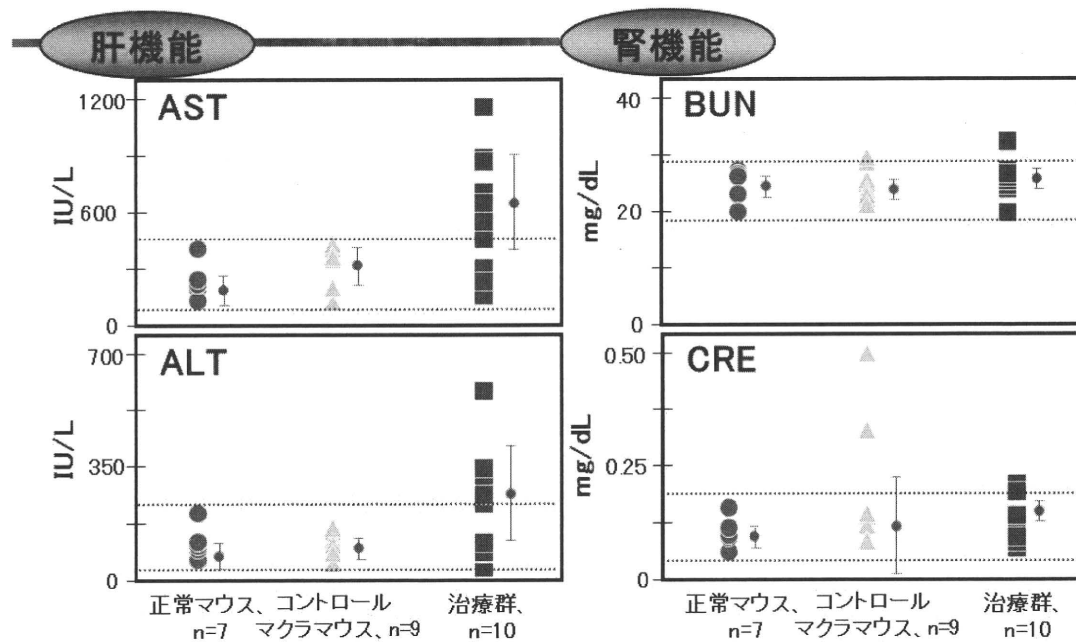 肝機能
腎機能
AST
IU/L
1200
600
0
BUN
mg/dL
40
20
0
ALT
IU/L
700
350
0
CRE
mg/dL
0.50
0.25
0
正常マウス、
n=7
コントロール
マクラマウス、n=9
治療群、
n=10
正常マウス、
n=7
コントロール
マクラマウス、n=9
治療群、
n=10